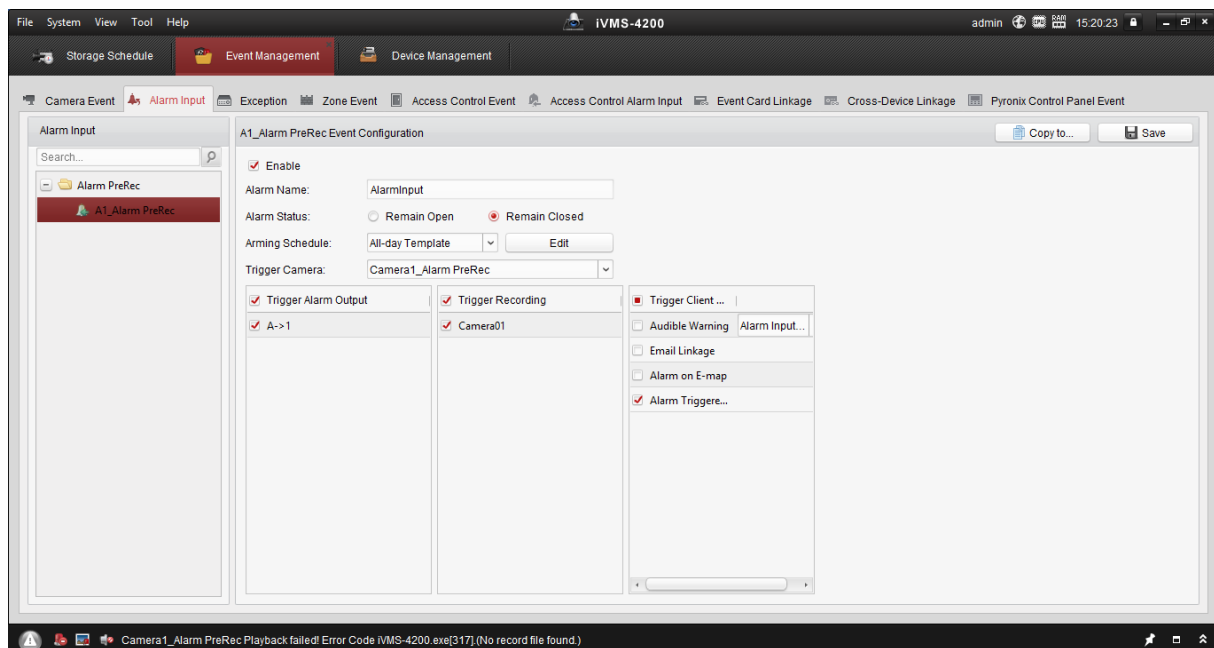 File System View Tool Help iVMS-4200 admin 15:20:23
Storage Schedule Event Management Device Management
Camera Event Alarm Input Exception Zone Event Access Control Event Access Control Alarm Input Event Card Linkage Cross-Device Linkage Pyronix Control Panel Event
Alarm Input
Search...
Alarm PreRec
A1_Alarm PreRec
A1_Alarm PreRec Event Configuration Copy to... Save
Enable
Alarm Name: AlarmInput
Alarm Status: Remain Open Remain Closed
Arming Schedule: All-day Template Edit
Trigger Camera: Camera1_Alarm PreRec
Trigger Alarm Output Trigger Recording Trigger Client ...
A->1 Camera01 Audible Warning Alarm Input...
Email Linkage
Alarm on E-map
Alarm Triggere...
Camera1_Alarm PreRec Playback failed! Error Code iVMS-4200.exe[317].(No record file found.)